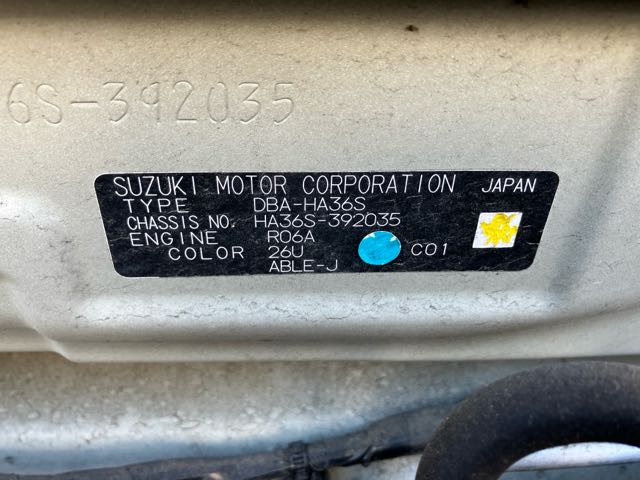 6S-392035
SUZUKI MOTOR CORPORATION JAPAN
TYPE DBA-HA36S
CHASSIS NO. HA36S-392035
ENGINE R06A
COLOR 26U C01
ABLE-J